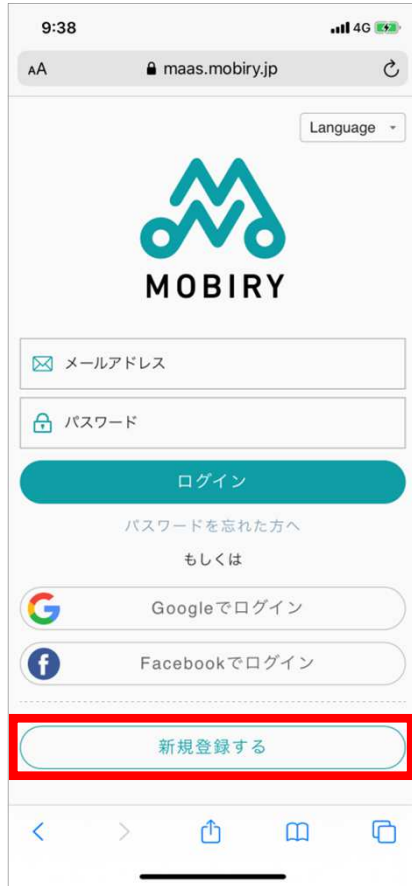 9:38
4G
AA
maas.mobiry.jp
Language
MOBIRY
メールアドレス
パスワード
ログイン
パスワードを忘れた方へ
もしくは
Googleでログイン
Facebookでログイン
新規登録する